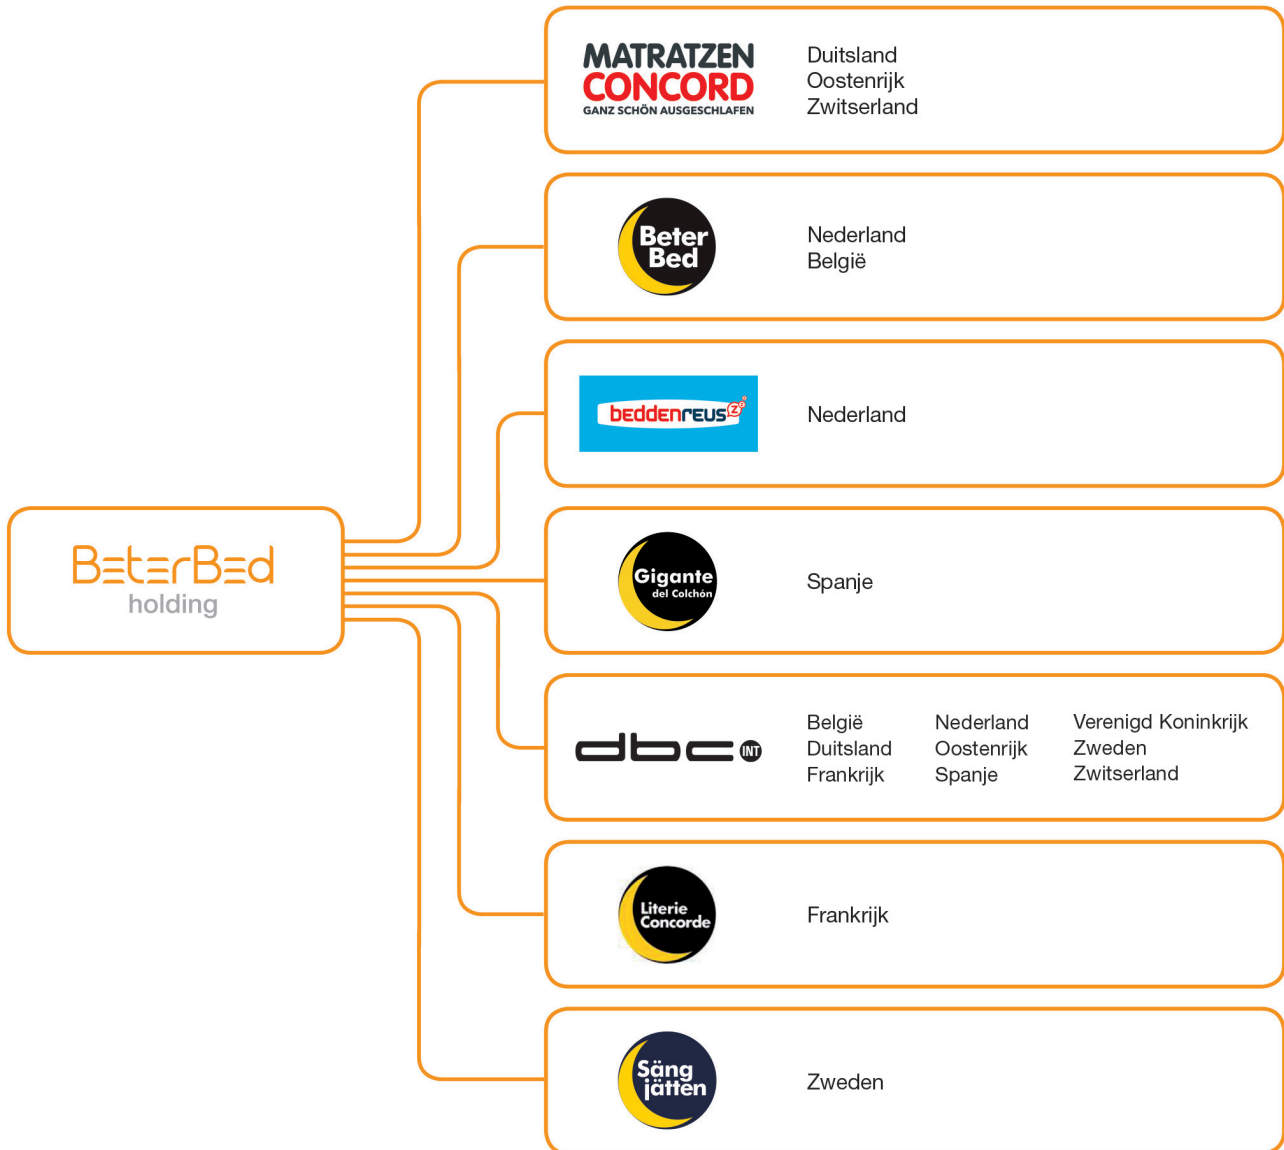 MATRATZEN
CONCORD
GANZ SCHÖN AUSGESCHLAFEN
Duitsland
Oostenrijk
Zwitserland
Beter
Bed
Nederland
België
beddenreus z z z
Nederland
BeterBed
holding
Gigante
del Colchón
Spanje
dbc INT
België
Duitsland
Frankrijk
Nederland
Oostenrijk
Spanje
Verenigd Koninkrijk
Zweden
Zwitserland
Literie
Concorde
Frankrijk
Säng
jätten
Zweden